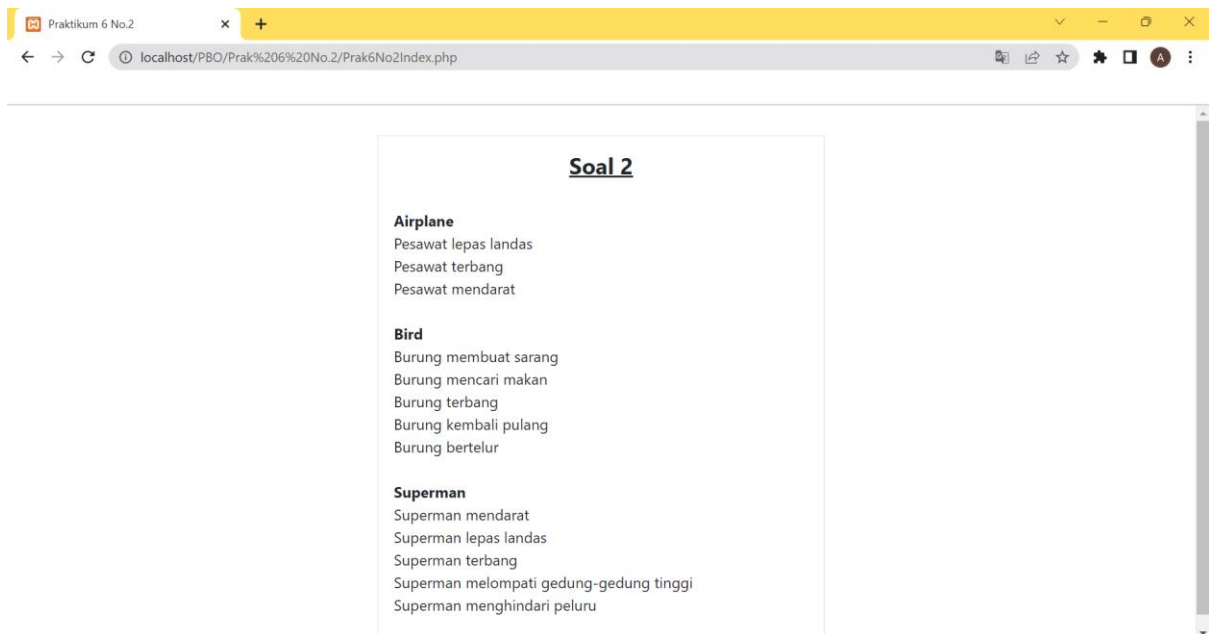 Praktikum 6 No.2
localhost/PBO/Prak%206%20No.2/Prak6No2Index.php
A
Soal 2
Airplane
Pesawat lepas landas
Pesawat terbang
Pesawat mendarat
Bird
Burung membuat sarang
Burung mencari makan
Burung terbang
Burung kembali pulang
Burung bertelur
Superman
Superman mendarat
Superman lepas landas
Superman terbang
Superman melompati gedung-gedung tinggi
Superman menghindari peluru